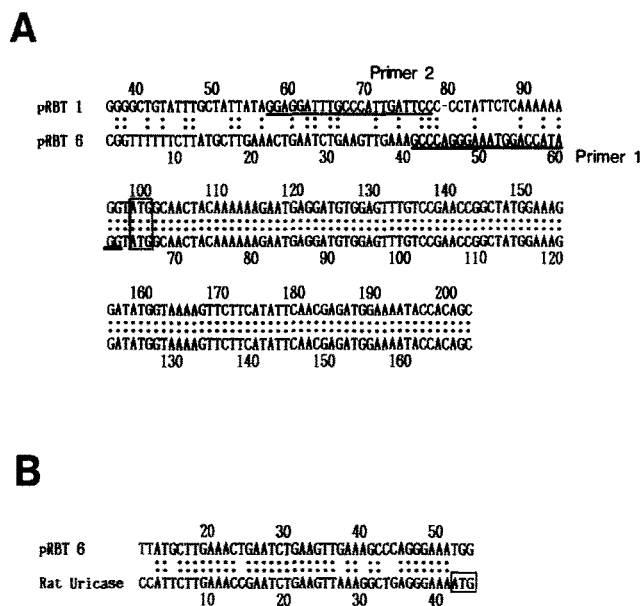 A
Primer 2
40 50 60 70 80 90
pRBT 1 GGGGCTGTATTTGCTATTATAGGAGGATTTGCCCATTGATTCCC-CCTATTCTCAAAAAA
pRBT 6 CGGTTTTTTCTTATGCTTGAAACTGAATCTGAAGTTGAAAGCCCAGGGAAATGGACCATA
10 20 30 40 50 60
Primer 1
100 110 120 130 140 150
GGTATGGCAACTACAAAAAAGAATGAGGATGTGGAGTTTGTCCGAACCGGCTATGGAAAG
GGTATGGCAACTACAAAAAAGAATGAGGATGTGGAGTTTGTCCGAACCGGCTATGGAAAG
70 80 90 100 110 120
160 170 180 190 200
GATATGGTAAAAGTTCTTCATATTCAACGAGATGGAAAATACCACAGC
GATATGGTAAAAGTTCTTCATATTCAACGAGATGGAAAATACCACAGC
130 140 150 160
B
20 30 40 50
pRBT 6 TTATGCTTGAAACTGAATCTGAAGTTGAAAGCCCAGGGAAATGG
Rat Uricase CCATTCTTGAAACCGAATCTGAAGTTAAAGGCTGAGGGAAAATG
10 20 30 40